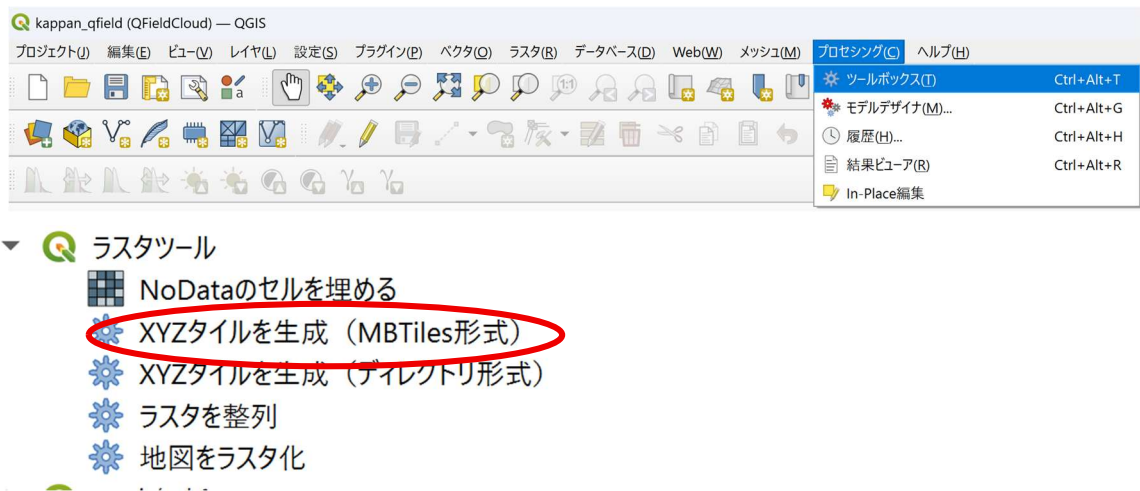 kappan_qfield (QFieldCloud) — QGIS
プロジェクト(J) 編集(E) ビュー(V) レイヤ(L) 設定(S) プラグイン(P) ベクタ(O) ラスタ(R) データベース(D) Web(W) メッシュ(M) プロセシング(C) ヘルプ(H)
ツールボックス(T) Ctrl+Alt+T
モデルデザイナ(M)... Ctrl+Alt+G
履歴(H)... Ctrl+Alt+H
結果ビューア(R) Ctrl+Alt+R
In-Place編集
ラスタツール
NoDataのセルを埋める
XYZタイルを生成（MBTiles形式）
XYZタイルを生成（ディレクトリ形式）
ラスタを整列
地図をラスタ化